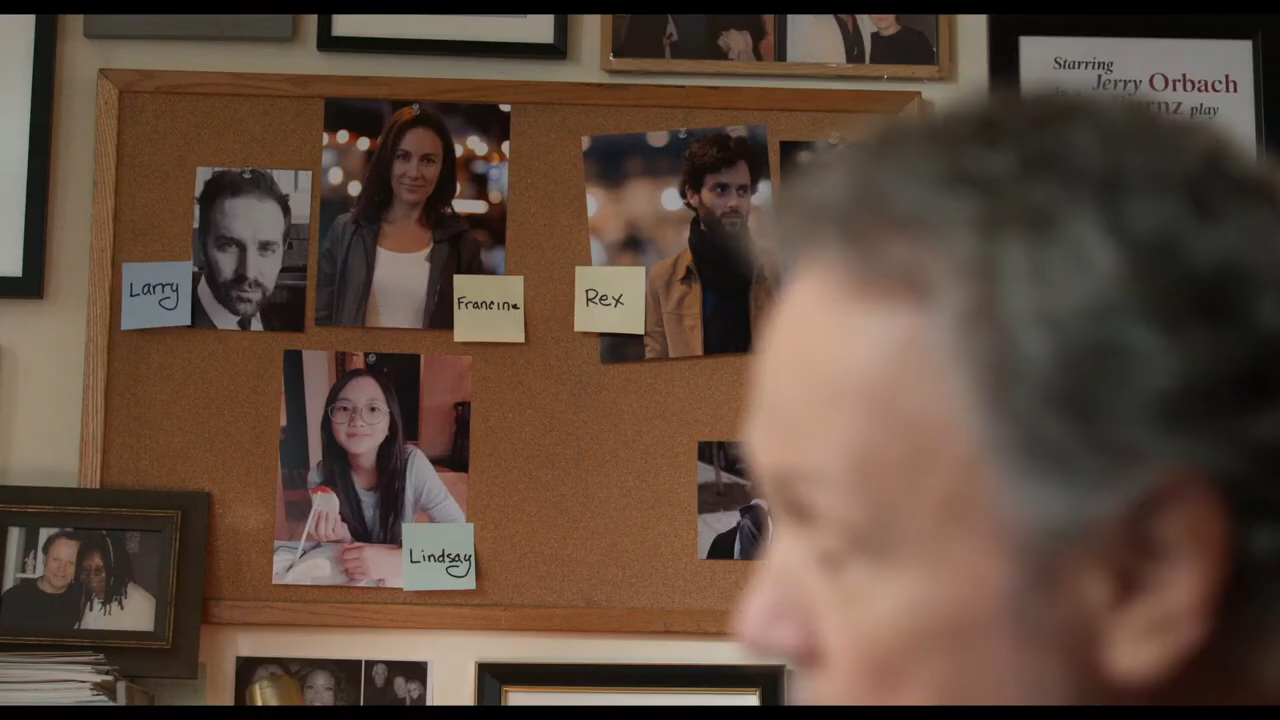 Starring
Jerry Orbach
play
Larry
Francine
Rex
Lindsay